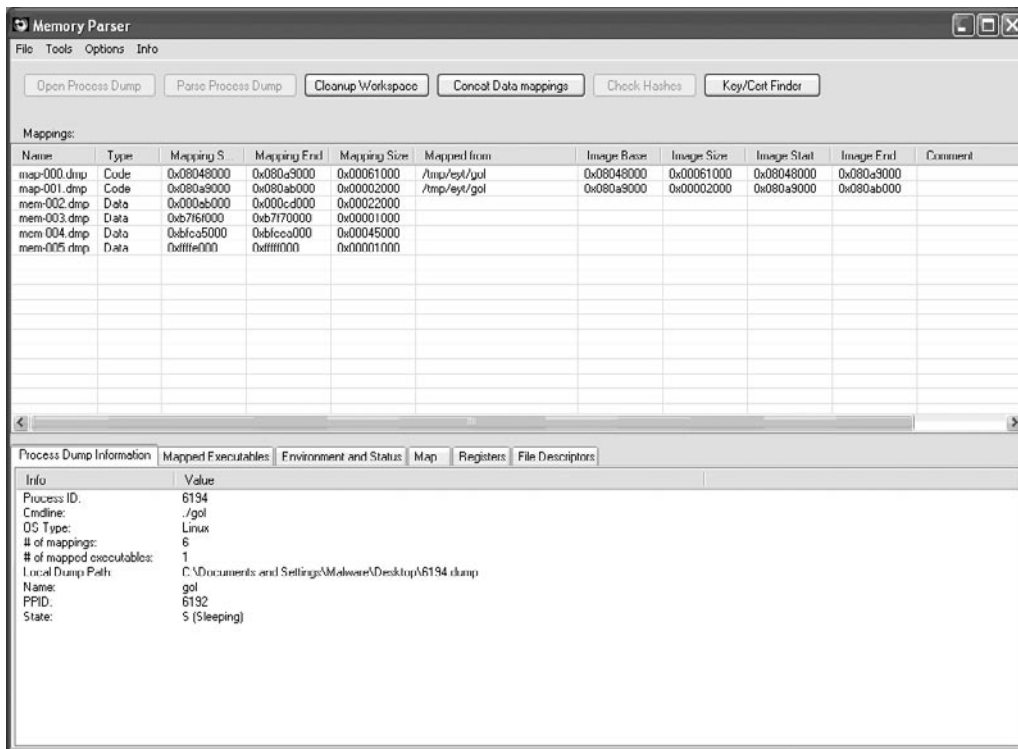 Memory Parser
File Tools Options Info
Open Process Dump Parse Process Dump Cleanup Workspace Concat Data mappings Check Hashes Key/Cert Finder
Mappings:
Name Type Mapping S... Mapping End Mapping Size Mapped from Image Base Image Size Image Start Image End Comment
map-000.dmp Code 0x08048000 0x080a9000 0x00061000 /tmp/eyt/gol 0x08048000 0x00061000 0x08048000 0x080a9000
map-001.dmp Code 0x080a9000 0x080ab000 0x00002000 /tmp/eyt/gol 0x080a9000 0x00002000 0x080a9000 0x080ab000
mem-002.dmp Data 0x000ab000 0x000cd000 0x00022000
mem-003.dmp Data 0xb7f6f000 0xb7f70000 0x00001000
mem-004.dmp Data 0xbfca5000 0xbfcea000 0x00045000
mem-005.dmp Data 0xffffe000 0xfffff000 0x00001000
Process Dump Information Mapped Executables Environment and Status Map Registers File Descriptors
Info Value
Process ID: 6194
Cmdline: ./gol
OS Type: Linux
# of mappings: 6
# of mapped executables: 1
Local Dump Path: C:\Documents and Settings\Malware\Desktop\6194.dump
Name: gol
PPID: 6192
State: S (Sleeping)